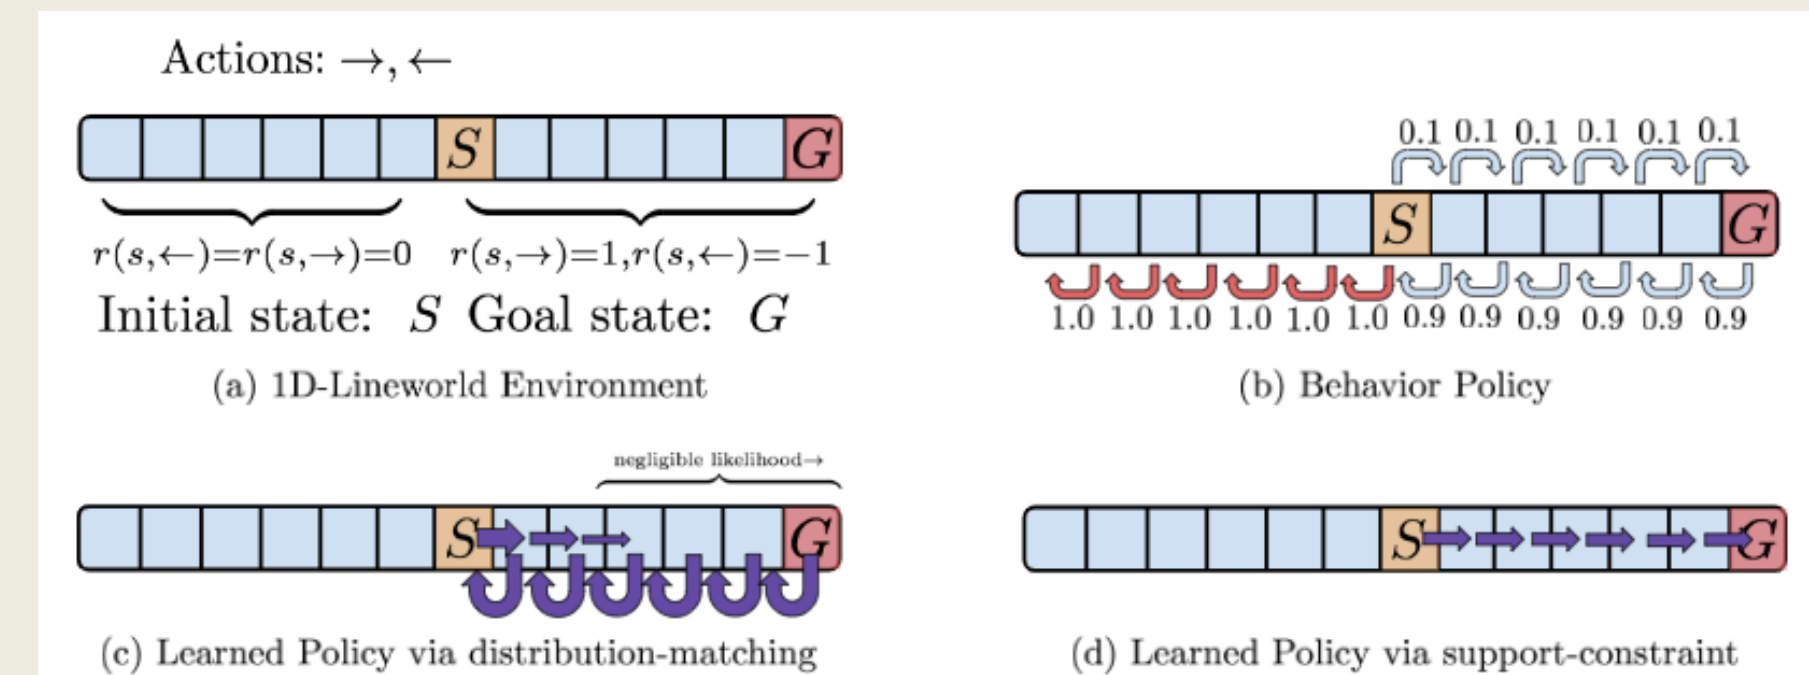 Actions: →, ←
S G
r(s,←)=r(s,→)=0 r(s,→)=1,r(s,←)=−1
Initial state: S Goal state: G
(a) 1D-Lineworld Environment
0.1 0.1 0.1 0.1 0.1 0.1
S G
1.0 1.0 1.0 1.0 1.0 1.0 0.9 0.9 0.9 0.9 0.9 0.9
(b) Behavior Policy
negligible likelihood→
S G
(c) Learned Policy via distribution-matching
S G
(d) Learned Policy via support-constraint